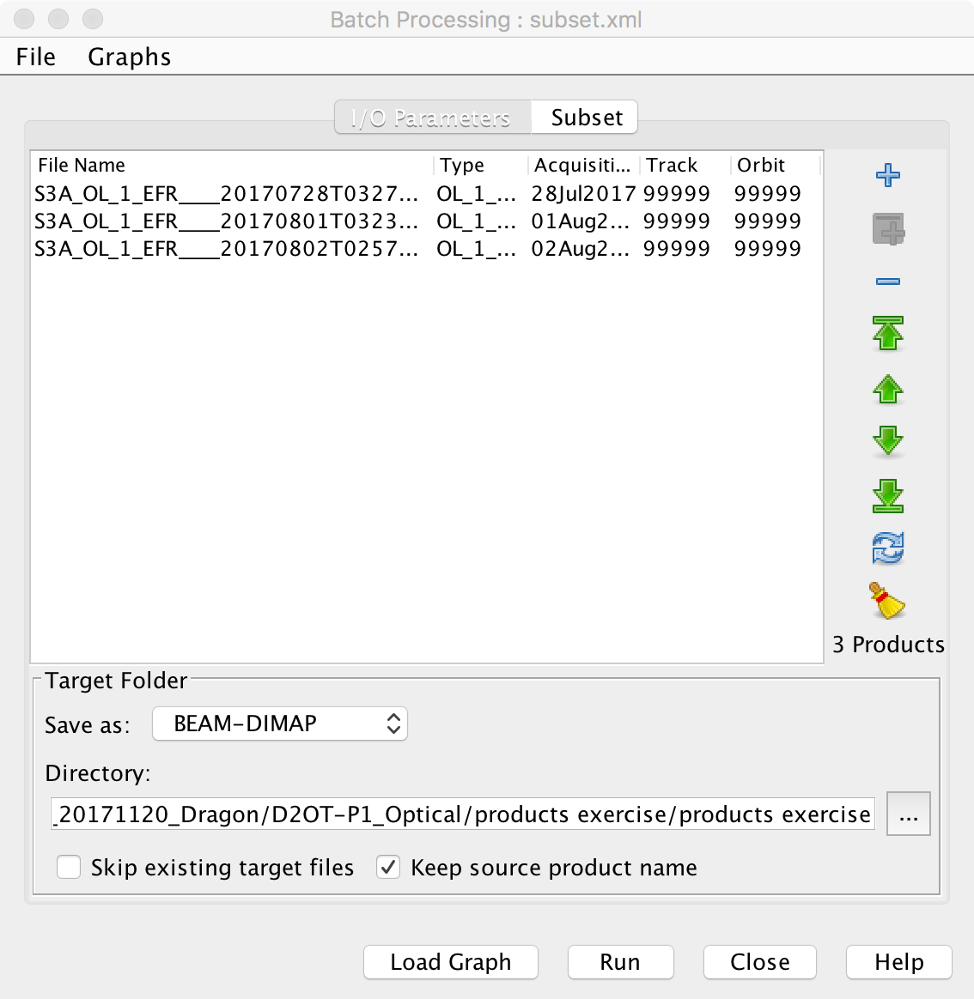 Batch Processing : subset.xml
File Graphs
I/O Parameters Subset
File Name Type Acquisiti... Track Orbit
S3A_OL_1_EFR____20170728T0327... OL_1_... 28Jul2017 99999 99999
S3A_OL_1_EFR____20170801T0323... OL_1_... 01Aug2... 99999 99999
S3A_OL_1_EFR____20170802T0257... OL_1_... 02Aug2... 99999 99999
3 Products
Target Folder
Save as: BEAM-DIMAP
Directory:
_20171120_Dragon/D2OT-P1_Optical/products exercise/products exercise ...
Skip existing target files Keep source product name
Load Graph Run Close Help